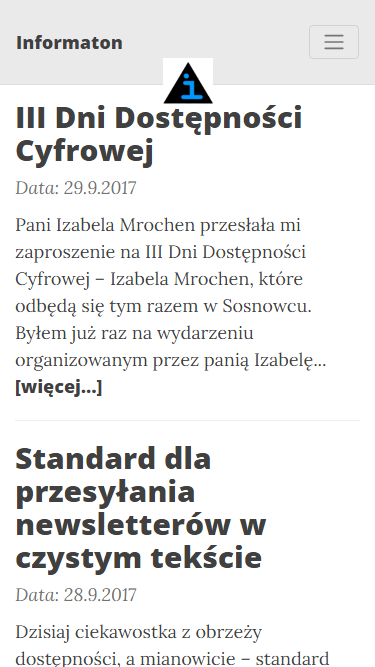 Informaton
III Dni Dostępności
Cyfrowej
Data: 29.9.2017
Pani Izabela Mrochen przesłała mi
zaproszenie na III Dni Dostępności
Cyfrowej – Izabela Mrochen, które
odbędą się tym razem w Sosnowcu.
Byłem już raz na wydarzeniu
organizowanym przez panią Izabelę...
[więcej...]
Standard dla
przesyłania
newsletterów w
czystym tekście
Data: 28.9.2017
Dzisiaj ciekawostka z obrzeży
dostępności, a mianowicie – standard